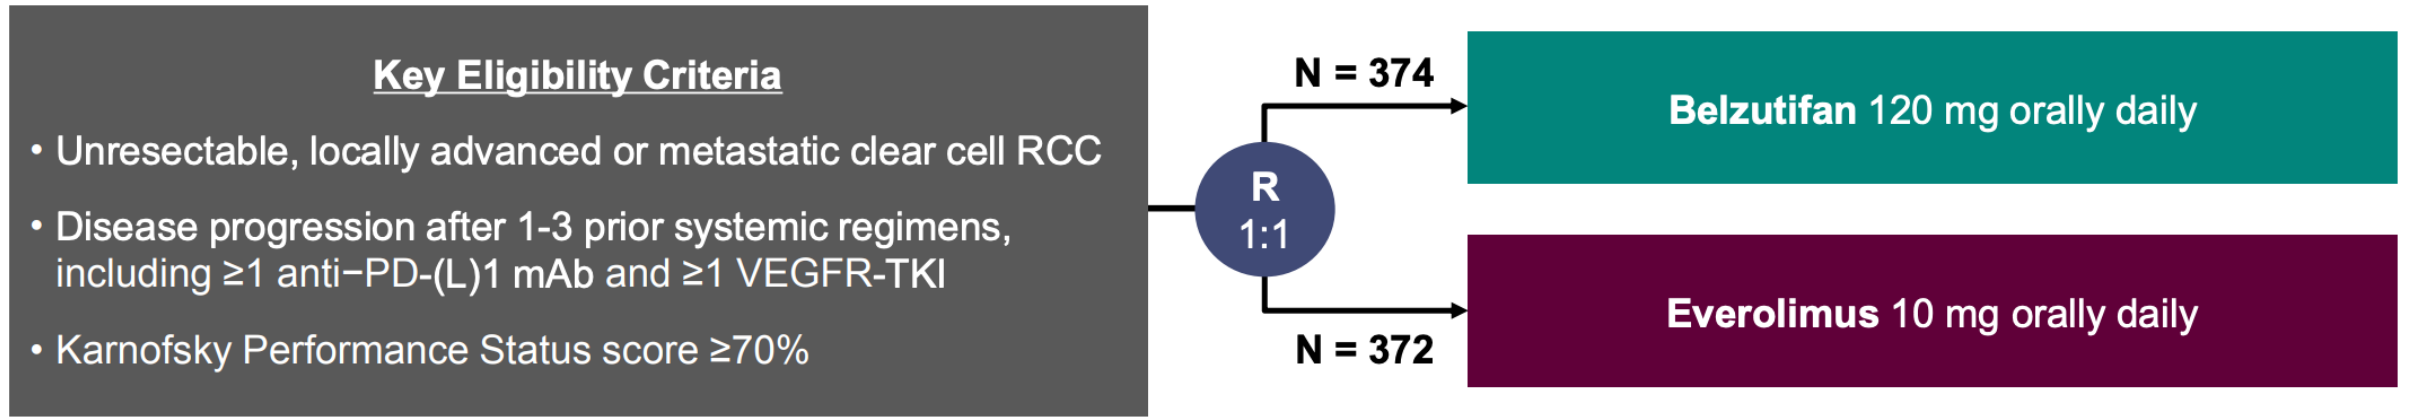 Key Eligibility Criteria
• Unresectable, locally advanced or metastatic clear cell RCC
• Disease progression after 1-3 prior systemic regimens,
including ≥1 anti−PD-(L)1 mAb and ≥1 VEGFR-TKI
• Karnofsky Performance Status score ≥70%
R
1:1
N = 374
Belzutifan 120 mg orally daily
N = 372
Everolimus 10 mg orally daily